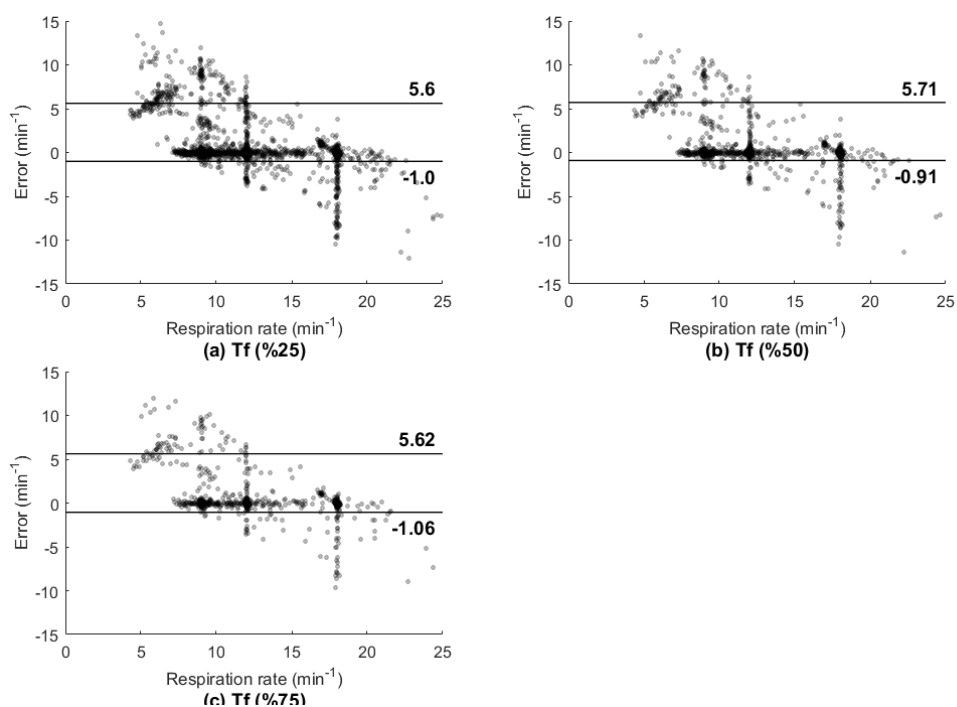 15
10
5
0
-5
-10
-15
5.6
-1.0
0 5 10 15 20 25
Error (min-1)
Respiration rate (min-1)
(a) Tf (%25)
15
10
5
0
-5
-10
-15
5.71
-0.91
0 5 10 15 20 25
Error (min-1)
Respiration rate (min-1)
(b) Tf (%50)
15
10
5
0
-5
-10
-15
5.62
-1.06
0 5 10 15 20 25
Error (min-1)
Respiration rate (min-1)
(c) Tf (%75)